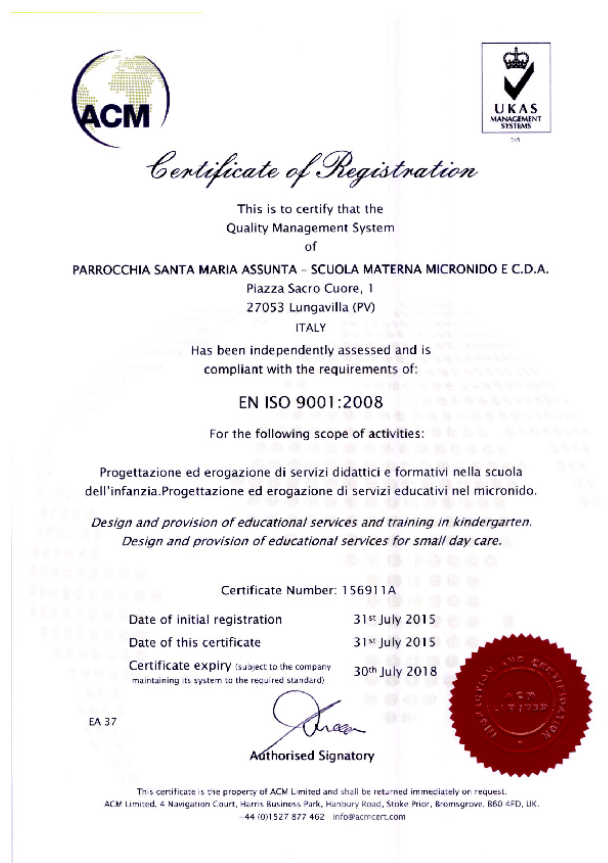 ACM
UKAS
MANAGEMENT
SYSTEMS
Certificate of Registration
This is to certify that the
Quality Management System
of
PARROCCHIA SANTA MARIA ASSUNTA – SCUOLA MATERNA MICRONIDO E C.D.A.
Piazza Sacro Cuore, 1
27053 Lungavilla (PV)
ITALY
Has been independently assessed and is
compliant with the requirements of:
EN ISO 9001:2008
For the following scope of activities:
Progettazione ed erogazione di servizi didattici e formativi nella scuola
dell'infanzia.Progettazione ed erogazione di servizi educativi nel micronido.
Design and provision of educational services and training in kindergarten.
Design and provision of educational services for small day care.
Certificate Number: 156911A
Date of initial registration 31st July 2015
Date of this certificate 31st July 2015
Certificate expiry (subject to the company
maintaining its system to the required standard) 30th July 2018
ACM
LIMITED
EA 37
Authorised Signatory
This certificate is the property of ACM Limited and shall be returned immediately on request.
ACM Limited, 4 Navigation Court, Harris Business Park, Hanbury Road, Stoke Prior, Bromsgrove. B60 4FD, UK.
+44 (0)1527 877 462 info@acmcert.com